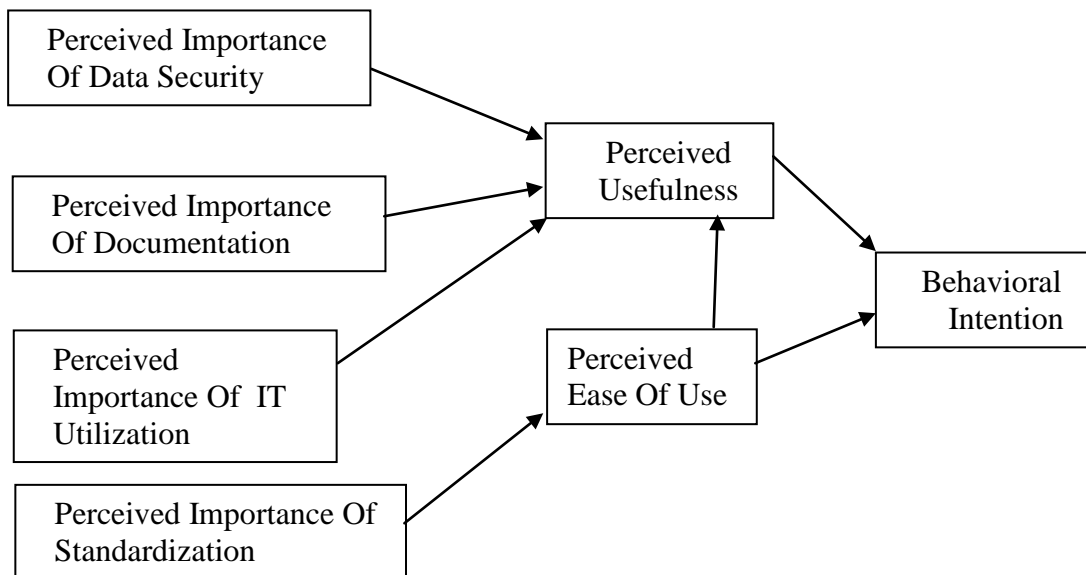 Perceived Importance
Of Data Security
Perceived
Usefulness
Perceived Importance
Of Documentation
Behavioral
Intention
Perceived
Importance Of IT
Utilization
Perceived
Ease Of Use
Perceived Importance Of
Standardization